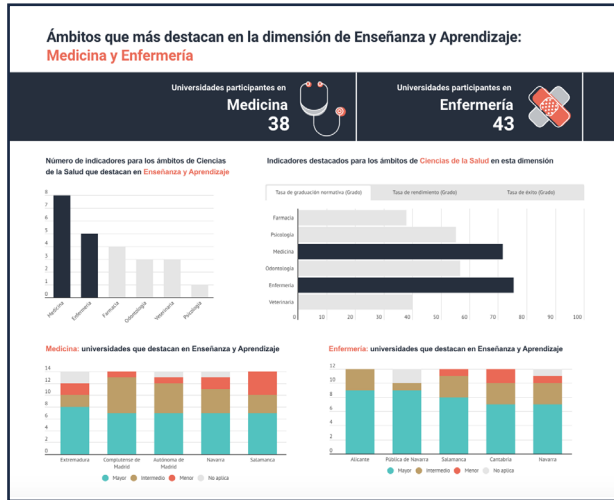 Ámbitos que más destacan en la dimensión de Enseñanza y Aprendizaje:
Medicina y Enfermería
Universidades participantes en
Medicina
38
Universidades participantes en
Enfermería
43
Número de indicadores para los ámbitos de Ciencias
de la Salud que destacan en Enseñanza y Aprendizaje
8
7
6
5
4
3
2
1
0
Medicina
Enfermería
Farmacia
Odontología
Veterinaria
Psicología
Indicadores destacados para los ámbitos de Ciencias de la Salud en esta dimensión
Tasa de graduación normativa (Grado)
Tasa de rendimiento (Grado)
Tasa de éxito (Grado)
Farmacia
Psicología
Medicina
Odontología
Enfermería
Veterinaria
0 10 20 30 40 50 60 70 80 90 100
Medicina: universidades que destacan en Enseñanza y Aprendizaje
14
12
10
8
6
4
2
0
Extremadura
Complutense de
Madrid
Autónoma de
Madrid
Navarra
Salamanca
Mayor Intermedio Menor No aplica
Enfermería: universidades que destacan en Enseñanza y Aprendizaje
12
10
8
6
4
2
0
Alicante
Pública de Navarra
Salamanca
Cantabria
Navarra
Mayor Intermedio Menor No aplica